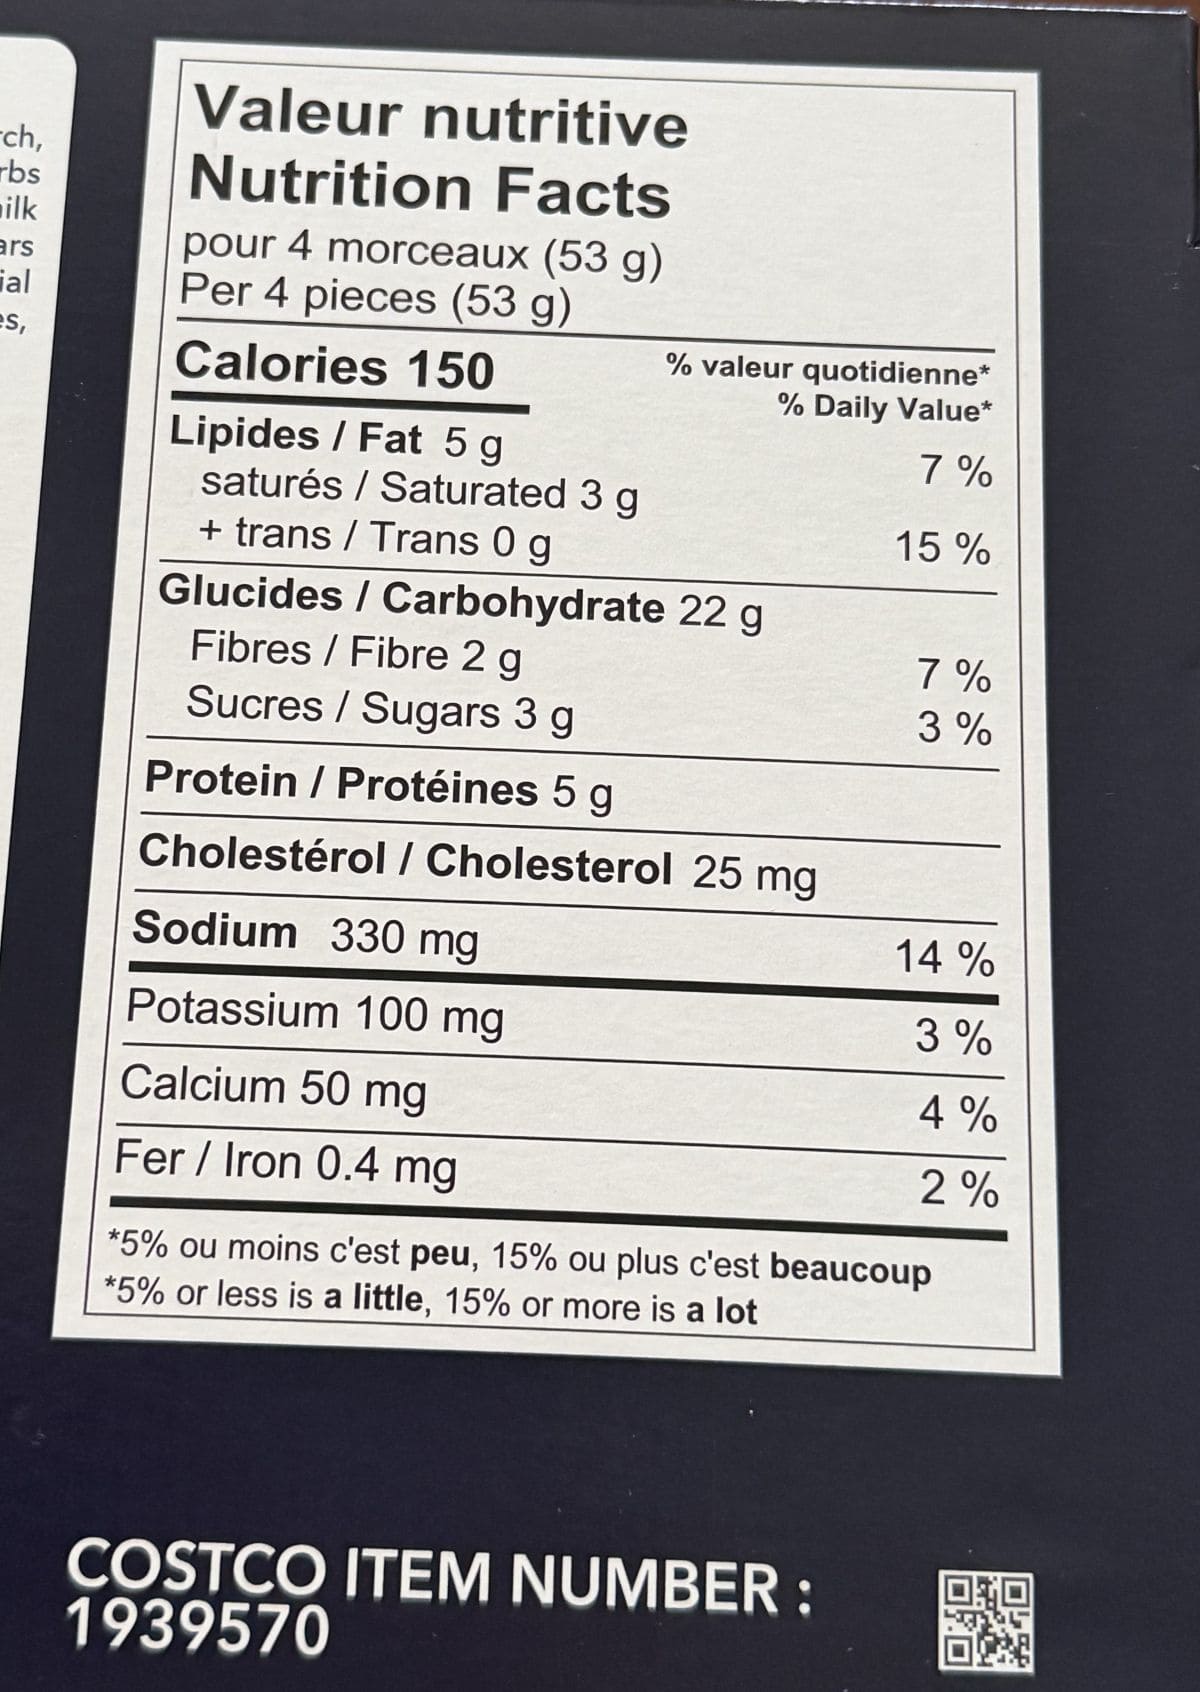 ilk
ars
Valeur nutritive
Nutrition Facts
pour 4 morceaux (53 g)
Per 4 pieces (53 g)
Calories 150
% valeur quotidienne*
% Daily Value*
Lipides / Fat 5 g 7 %
saturés / Saturated 3 g
+ trans / Trans 0 g 15 %
Glucides / Carbohydrate 22 g
Fibres / Fibre 2 g 7 %
Sucres / Sugars 3 g 3 %
Protein / Protéines 5 g
Cholestérol / Cholesterol 25 mg
Sodium 330 mg 14 %
Potassium 100 mg 3 %
Calcium 50 mg 4 %
Fer / Iron 0.4 mg 2 %
*5% ou moins c'est peu, 15% ou plus c'est beaucoup
*5% or less is a little, 15% or more is a lot
COSTCO ITEM NUMBER :
1939570